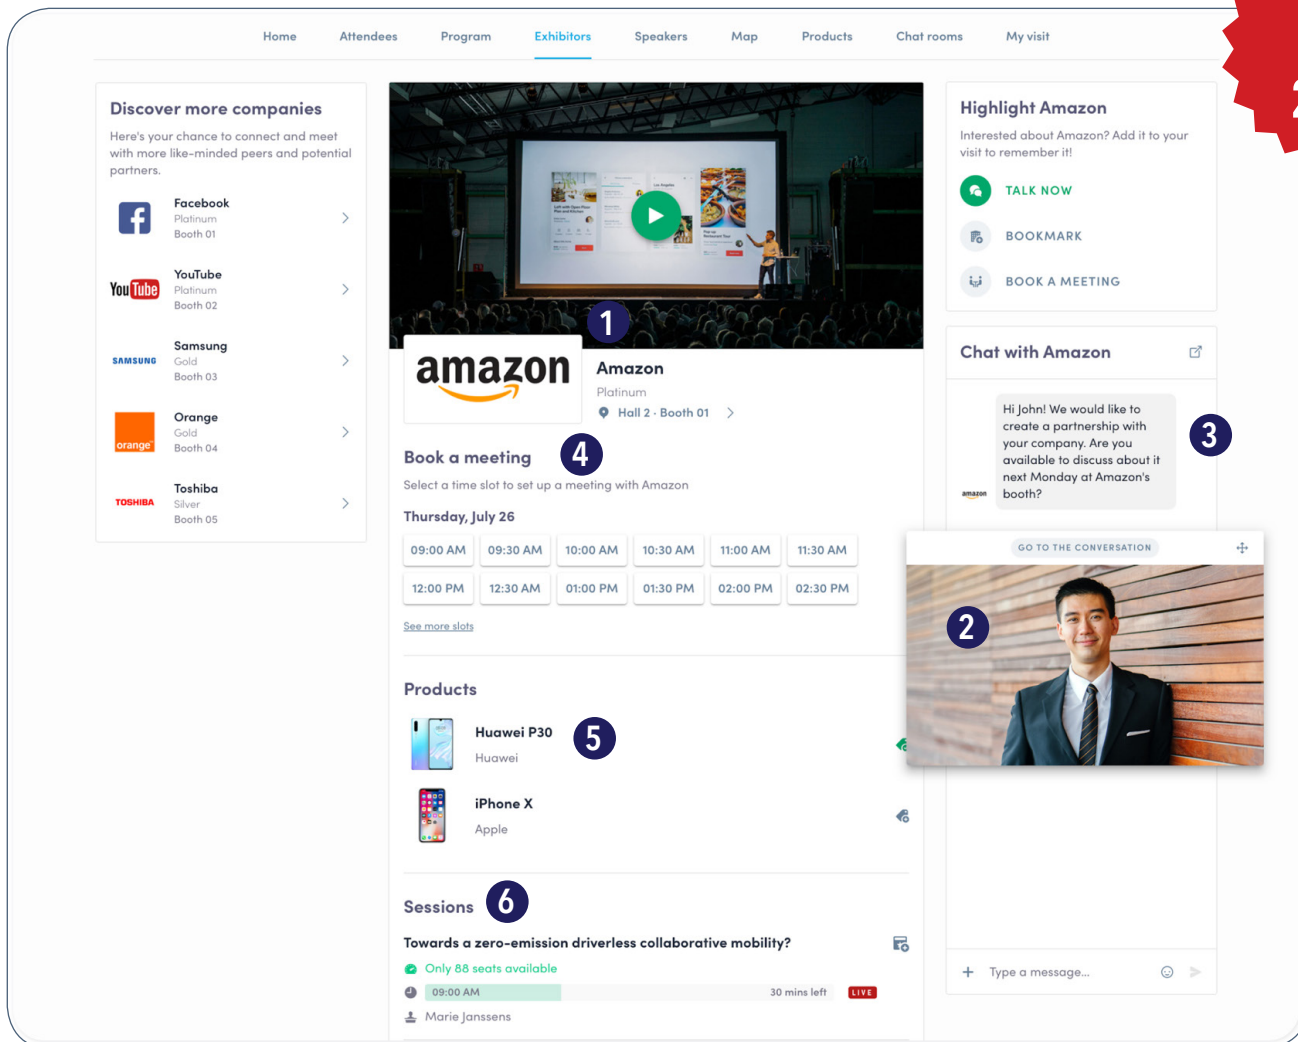 Home Attendees Program Exhibitors Speakers Map Products Chat rooms My visit
Discover more companies
Here's your chance to connect and meet
with more like-minded peers and potential
partners.
Facebook
Platinum
Booth 01
You Tube
YouTube
Platinum
Booth 02
SAMSUNG
Samsung
Gold
Booth 03
orange
Orange
Gold
Booth 04
TOSHIBA
Toshiba
Silver
Booth 05
1
amazon
Amazon
Platinum
Hall 2 · Booth 01
Book a meeting
4
Select a time slot to set up a meeting with Amazon
Thursday, July 26
09:00 AM 09:30 AM 10:00 AM 10:30 AM 11:00 AM 11:30 AM
12:00 PM 12:30 AM 01:00 PM 01:30 PM 02:00 PM 02:30 PM
See more slots
Products
Huawei P30
5
Huawei
iPhone X
Apple
Sessions
6
Towards a zero-emission driverless collaborative mobility?
Only 88 seats available
09:00 AM 30 mins left LIVE
Marie Janssens
Highlight Amazon
Interested about Amazon? Add it to your
visit to remember it!
TALK NOW
BOOKMARK
BOOK A MEETING
Chat with Amazon
Hi John! We would like to
create a partnership with
your company. Are you
available to discuss about it
next Monday at Amazon's
booth?
amazon
3
GO TO THE CONVERSATION
2
Type a message...